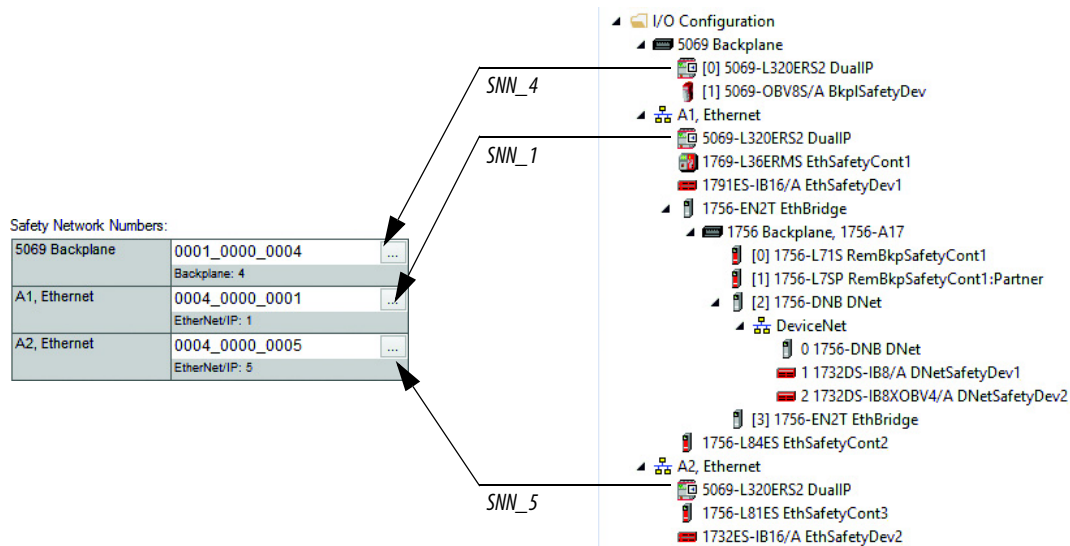 Safety Network Numbers:
5069 Backplane
0001_0000_0004
...
Backplane: 4
A1, Ethernet
0004_0000_0001
...
EtherNet/IP: 1
A2, Ethernet
0004_0000_0005
...
EtherNet/IP: 5
SNN_4
SNN_1
SNN_5
I/O Configuration
5069 Backplane
[0] 5069-L320ERS2 DualIP
[1] 5069-OBV8S/A BkplSafetyDev
A1, Ethernet
5069-L320ERS2 DualIP
1769-L36ERMS EthSafetyCont1
1791ES-IB16/A EthSafetyDev1
1756-EN2T EthBridge
1756 Backplane, 1756-A17
[0] 1756-L71S RemBkpSafetyCont1
[1] 1756-L7SP RemBkpSafetyCont1:Partner
[2] 1756-DNB DNet
DeviceNet
0 1756-DNB DNet
1 1732DS-IB8/A DNetSafetyDev1
2 1732DS-IB8XOBV4/A DNetSafetyDev2
[3] 1756-EN2T EthBridge
1756-L84ES EthSafetyCont2
A2, Ethernet
5069-L320ERS2 DualIP
1756-L81ES EthSafetyCont3
1732ES-IB16/A EthSafetyDev2